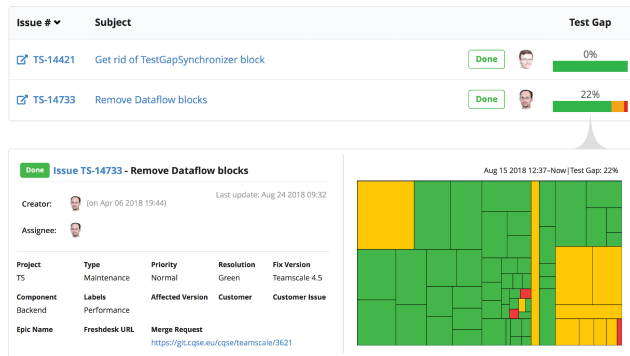 Issue # Subject Test Gap
TS-14421 Get rid of TestGapSynchronizer block Done 0%
TS-14733 Remove Dataflow blocks Done 22%
Done Issue TS-14733 - Remove Dataflow blocks
Aug 15 2018 12:37–Now|Test Gap: 22%
Last update: Aug 24 2018 09:32
Creator: (on Apr 06 2018 19:44)
Assignee:
Project Type Priority Resolution Fix Version
TS Maintenance Normal Green Teamscale 4.5
Component Labels Affected Version Customer Customer Issue
Backend Performance
Epic Name Freshdesk URL Merge Request
https://git.cqse.eu/cqse/teamscale/3621